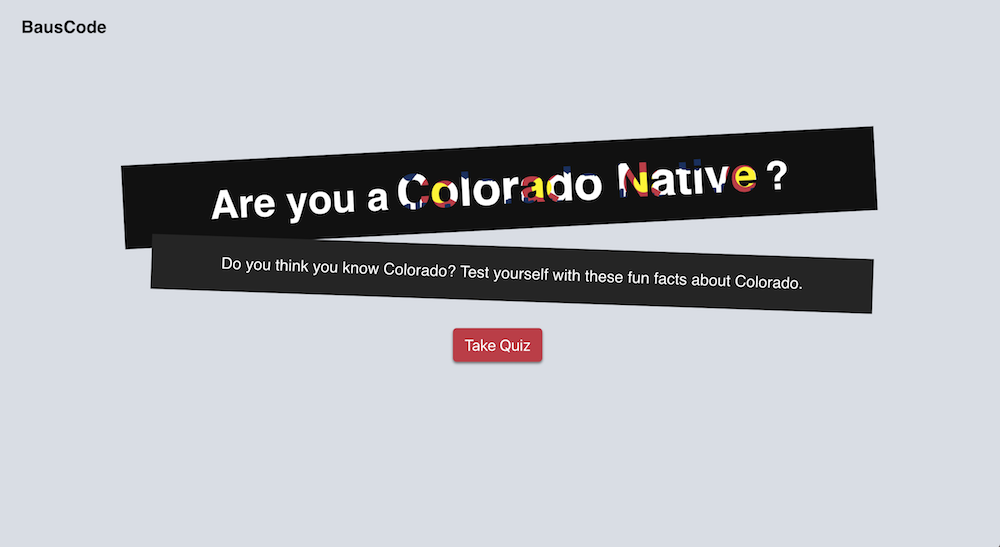 BausCode
Are you a Colorado Native ?
Do you think you know Colorado? Test yourself with these fun facts about Colorado.
Take Quiz